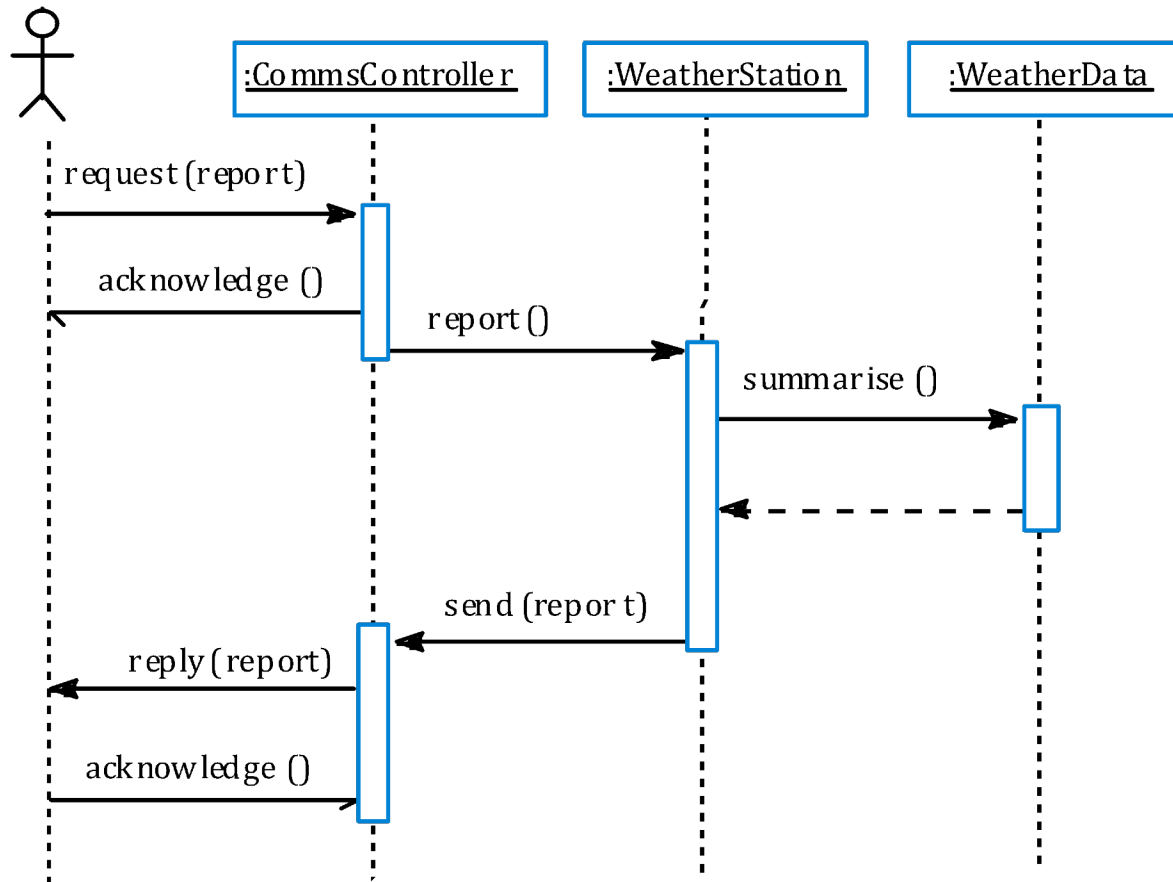 :CommsController
:WeatherStation
:WeatherData
request(report)
acknowledge ()
report()
summarise ()
send (report)
reply(report)
acknowledge ()